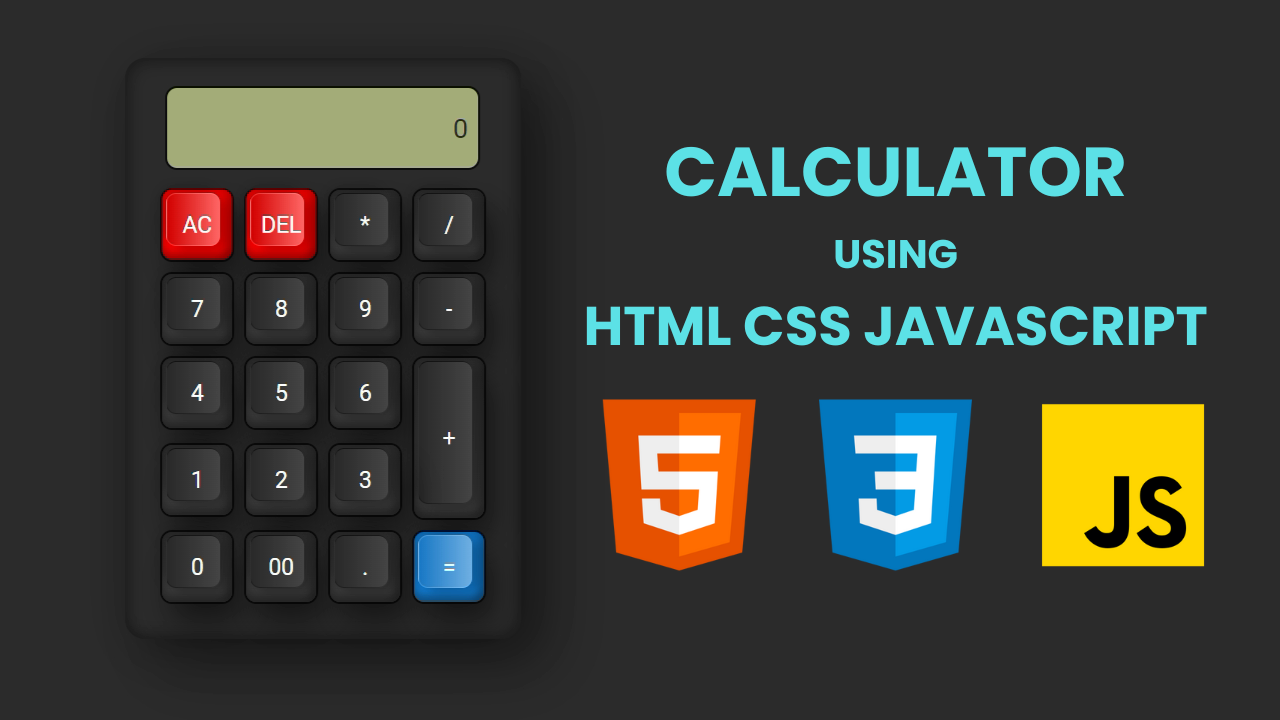 0
AC DEL * /
7 8 9 -
4 5 6
+
1 2 3
0 00 . =
CALCULATOR
USING
HTML CSS JAVASCRIPT
5 3 JS